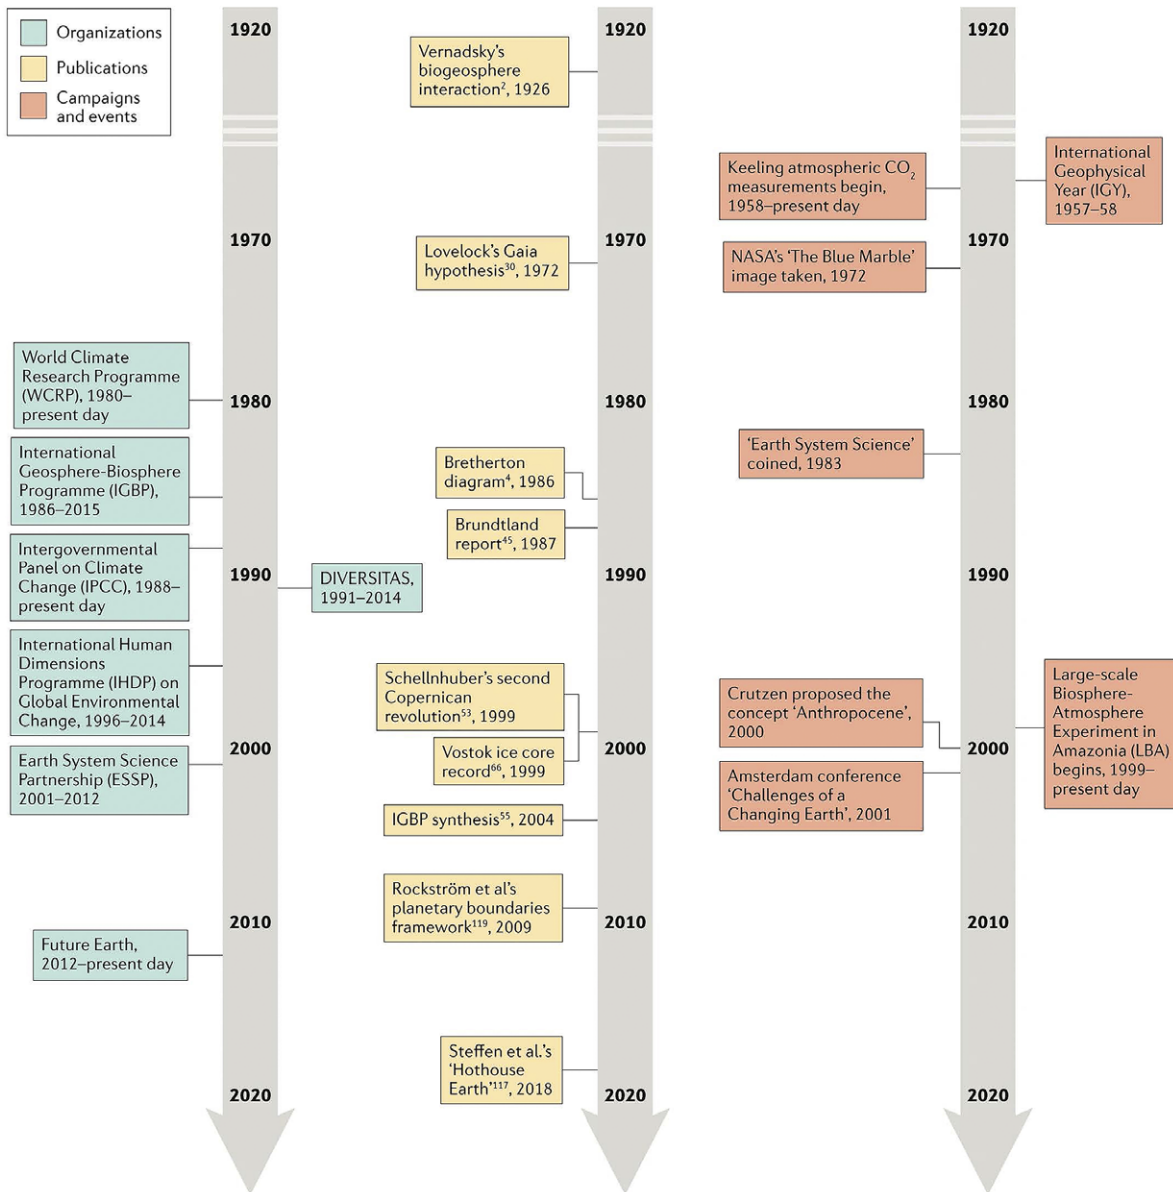 Organizations
Publications
Campaigns
and events
1920
1970
World Climate
Research Programme
(WCRP), 1980–
present day
1980
International
Geosphere-Biosphere
Programme (IGBP),
1986–2015
Intergovernmental
Panel on Climate
Change (IPCC), 1988–
present day
1990
DIVERSITAS,
1991–2014
International Human
Dimensions
Programme (IHDP) on
Global Environmental
Change, 1996–2014
2000
Earth System Science
Partnership (ESSP),
2001–2012
2010
Future Earth,
2012–present day
2020
1920
Vernadsky's
biogeosphere
interaction², 1926
1970
Lovelock's Gaia
hypothesis³⁰, 1972
1980
Bretherton
diagram⁴, 1986
Brundtland
report⁴⁵, 1987
1990
Schellnhuber's second
Copernican
revolution⁵³, 1999
Vostok ice core
record⁶⁶, 1999
2000
IGBP synthesis⁵⁵, 2004
Rockström et al's
planetary boundaries
framework¹¹⁹, 2009
2010
Steffen et al.'s
'Hothouse
Earth'¹¹⁷, 2018
2020
1920
Keeling atmospheric CO₂
measurements begin,
1958–present day
International
Geophysical
Year (IGY),
1957–58
1970
NASA's 'The Blue Marble'
image taken, 1972
1980
'Earth System Science'
coined, 1983
1990
Crutzen proposed the
concept 'Anthropocene',
2000
Large-scale
Biosphere-
Atmosphere
Experiment in
Amazonia (LBA)
begins, 1999–
present day
2000
Amsterdam conference
'Challenges of a
Changing Earth', 2001
2010
2020